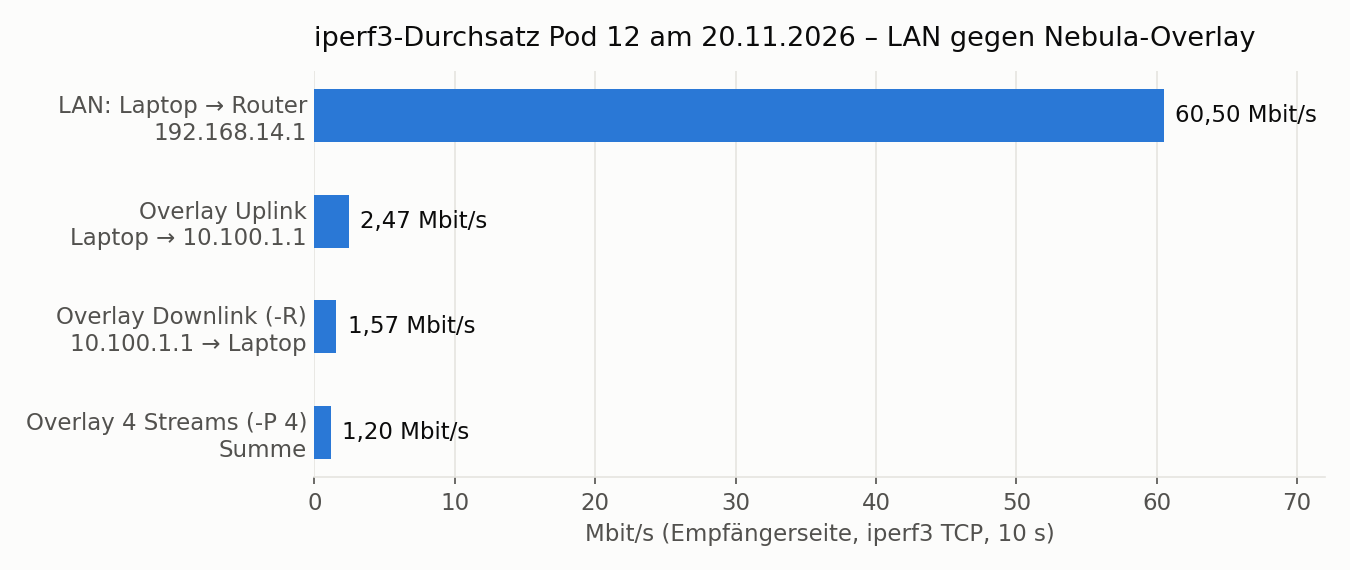 iperf3-Durchsatz Pod 12 am 20.11.2026 – LAN gegen Nebula-Overlay
LAN: Laptop → Router
192.168.14.1
60,50 Mbit/s
Overlay Uplink
Laptop → 10.100.1.1
2,47 Mbit/s
Overlay Downlink (-R)
10.100.1.1 → Laptop
1,57 Mbit/s
Overlay 4 Streams (-P 4)
Summe
1,20 Mbit/s
0 10 20 30 40 50 60 70
Mbit/s (Empfängerseite, iperf3 TCP, 10 s)